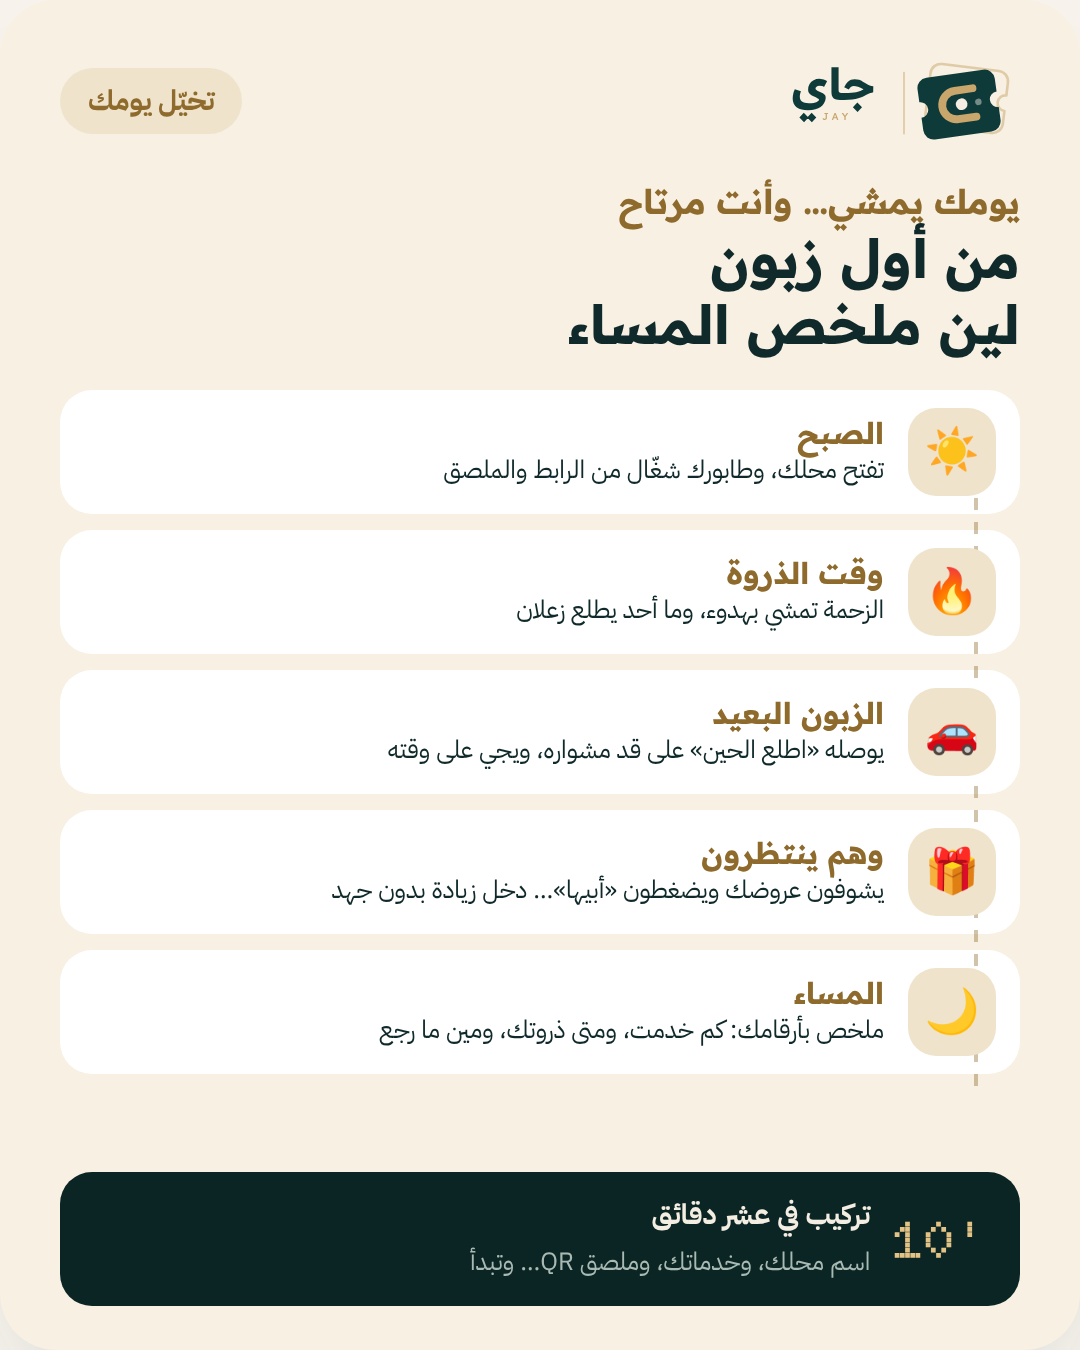 جاي
JAY
تخيّل يومك
يومك يمشي... وأنت مرتاح
من أول زبون
لين ملخص المساء
الصبح
تفتح محلك، وطابورك شغّال من الرابط والملصق
وقت الذروة
الزحمة تمشي بهدوء، وما أحد يطلع زعلان
الزبون البعيد
يوصله «اطلع الحين» على قد مشواره، ويجي على وقته
وهم ينتظرون
يشوفون عروضك ويضغطون «أبيها»... دخل زيادة بدون جهد
المساء
ملخص بأرقامك: كم خدمت، ومتى ذروتك، ومين ما رجع
10'
تركيب في عشر دقائق
اسم محلك، وخدماتك، وملصق QR... وتبدأ